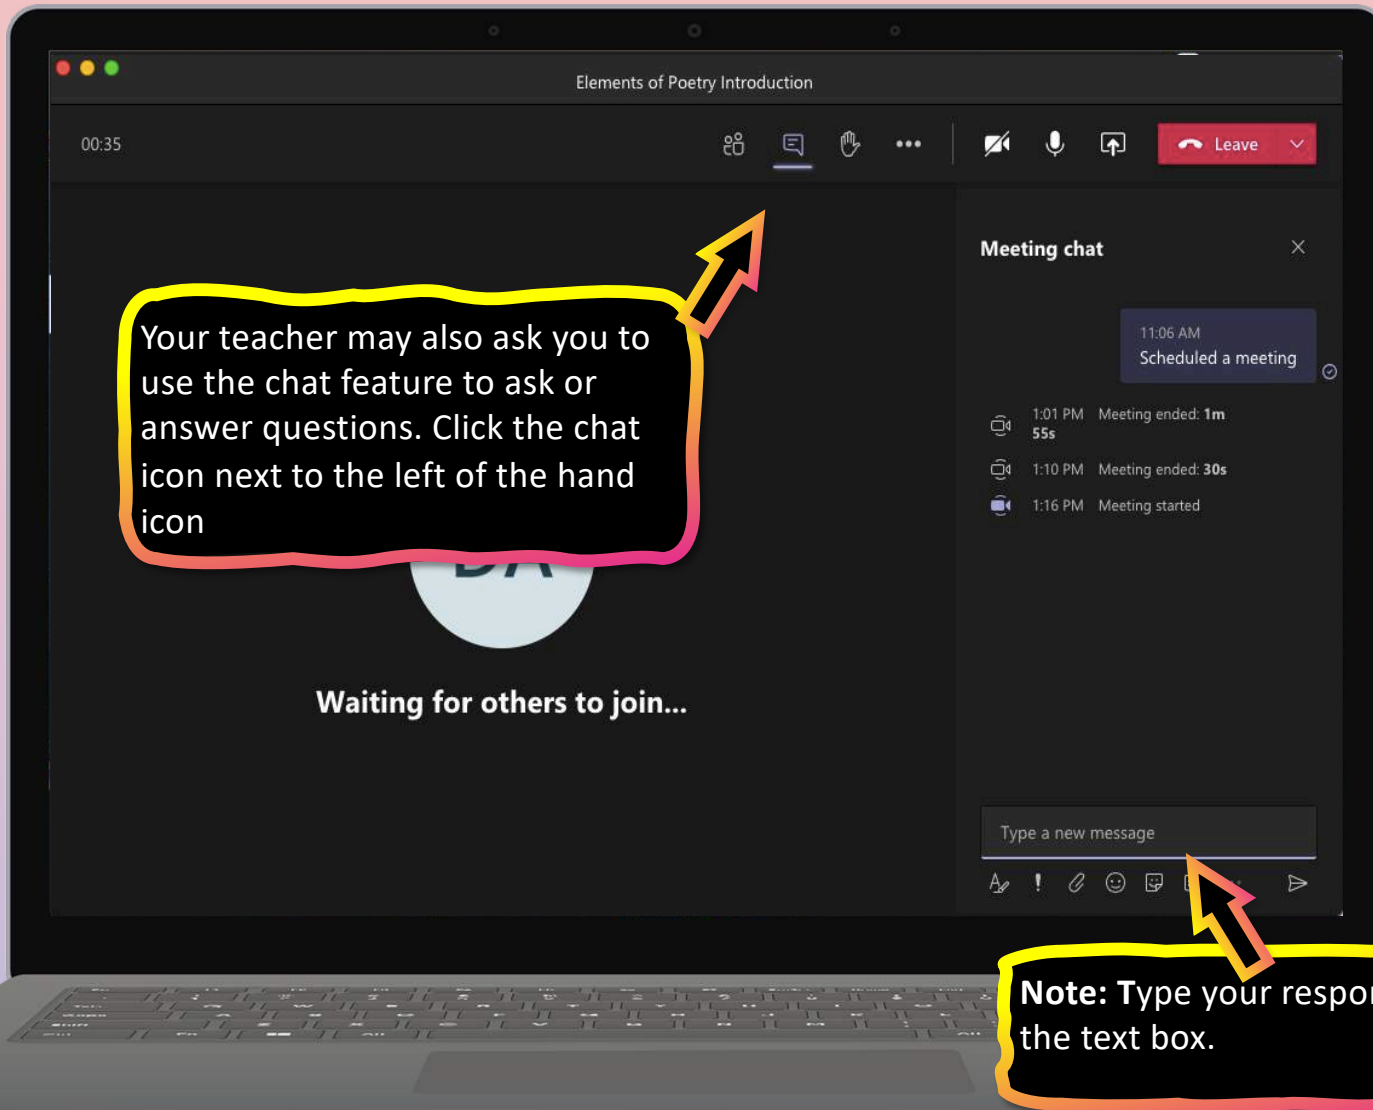 Elements of Poetry Introduction
00:35
Leave
Meeting chat
11:06 AM
Scheduled a meeting
1:01 PM Meeting ended: 1m
55s
1:10 PM Meeting ended: 30s
1:16 PM Meeting started
Your teacher may also ask you to
use the chat feature to ask or
answer questions. Click the chat
icon next to the left of the hand
icon
Waiting for others to join...
Type a new message
Note: Type your
the text box.